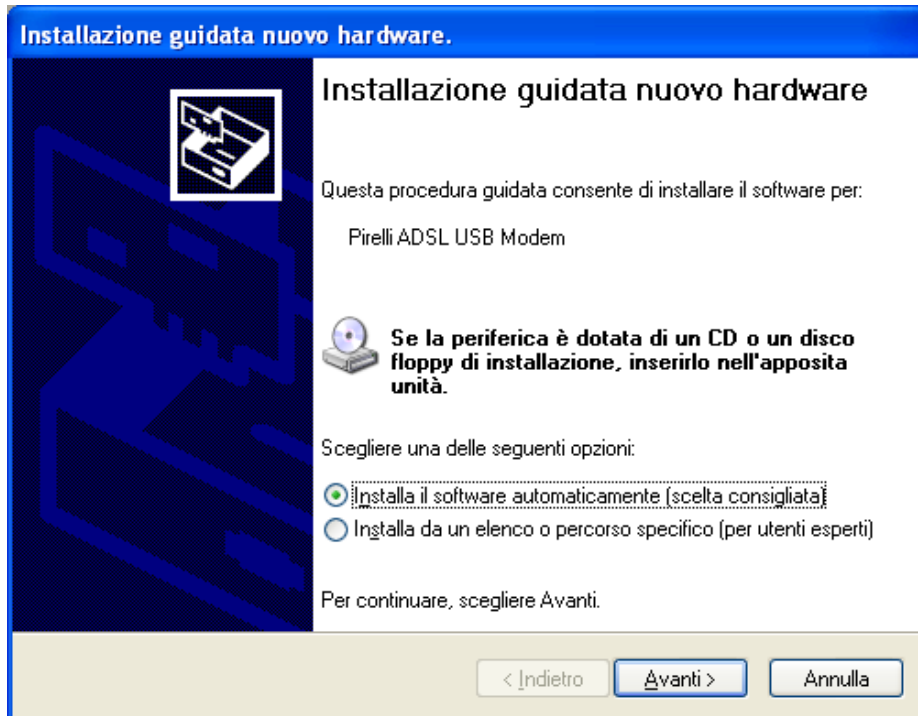 Installazione guidata nuovo hardware.
Installazione guidata nuovo hardware
Questa procedura guidata consente di installare il software per:
Pirelli ADSL USB Modem
Se la periferica è dotata di un CD o un disco
floppy di installazione, inserirlo nell'apposita
unità.
Scegliere una delle seguenti opzioni:
Installa il software automaticamente (scelta consigliata)
Installa da un elenco o percorso specifico (per utenti esperti)
Per continuare, scegliere Avanti.
< Indietro
Avanti >
Annulla